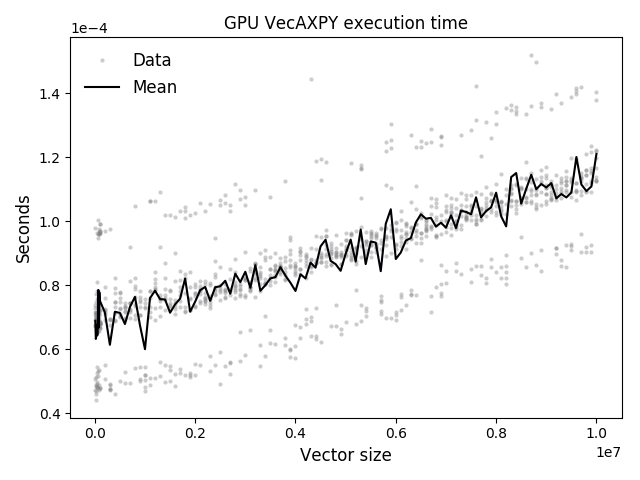 GPU VecAXPY execution time
1e−4
Data
Mean
1.4
1.2
1.0
0.8
0.6
0.4
Seconds
0.0
0.2
0.4
0.6
0.8
1.0
1e7
Vector size